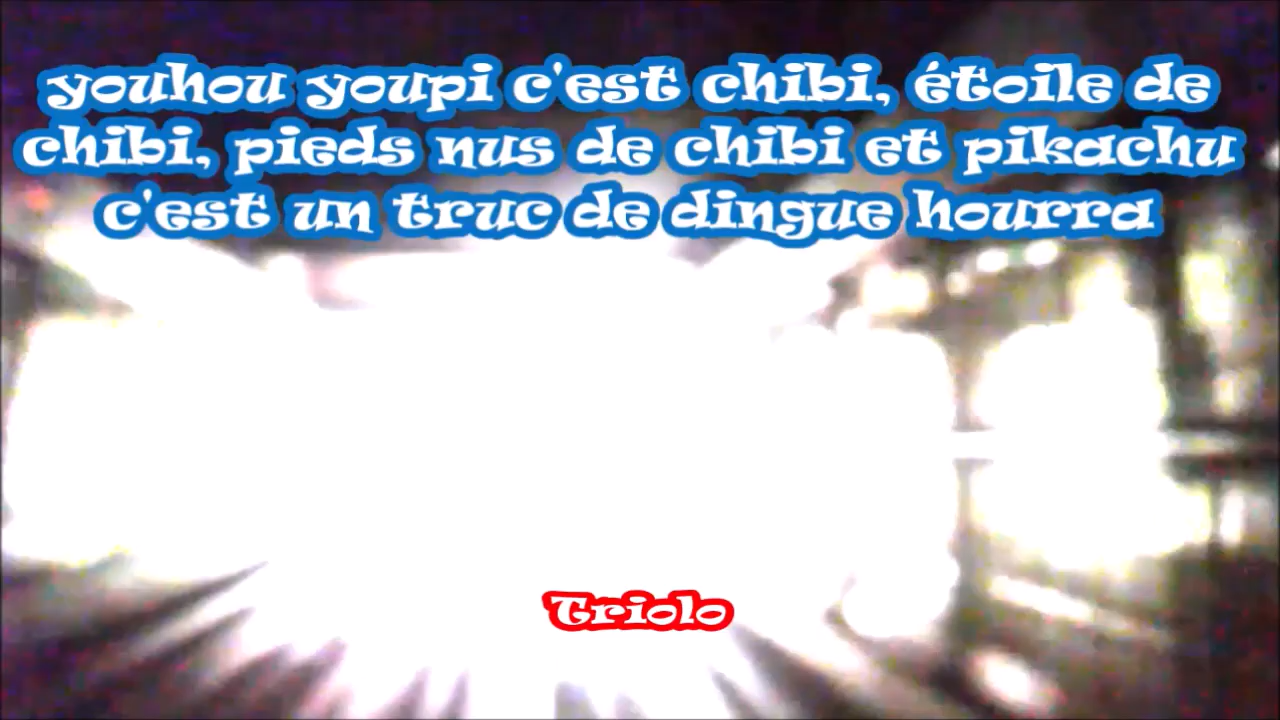 youhou youpi c'est chibi, étoile de
chibi, pieds nus de chibi et pikachu
c'est un truc de dingue hourra
Triolo